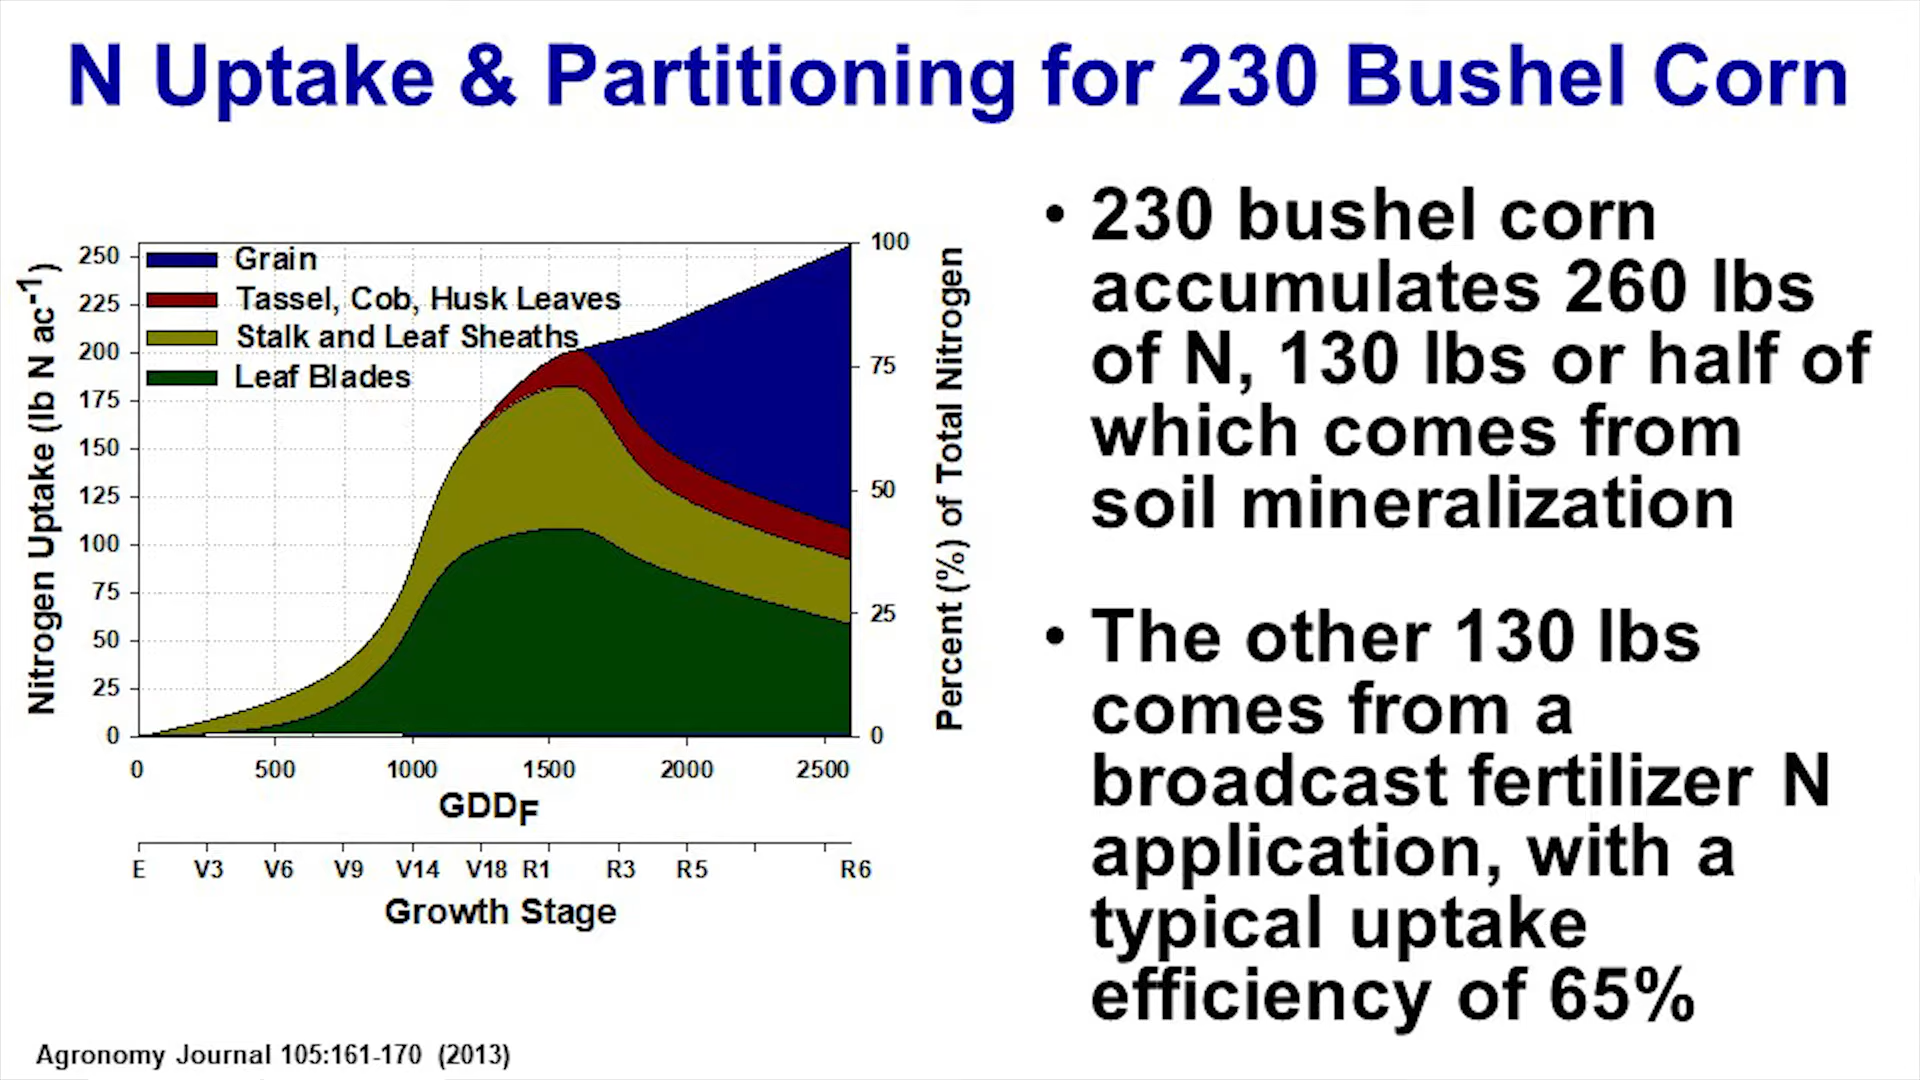 N Uptake & Partitioning for 230 Bushel Corn
Nitrogen Uptake (lb N ac-1)
250
225
200
175
150
125
100
75
50
25
0
Grain
Tassel, Cob, Husk Leaves
Stalk and Leaf Sheaths
Leaf Blades
100
75
50
25
0
Percent (%) of Total Nitrogen
0 500 1000 1500 2000 2500
GDDF
E V3 V6 V9 V14 V18 R1 R3 R5 R6
Growth Stage
• 230 bushel corn
accumulates 260 lbs
of N, 130 lbs or half of
which comes from
soil mineralization
• The other 130 lbs
comes from a
broadcast fertilizer N
application, with a
typical uptake
efficiency of 65%
Agronomy Journal 105:161-170 (2013)